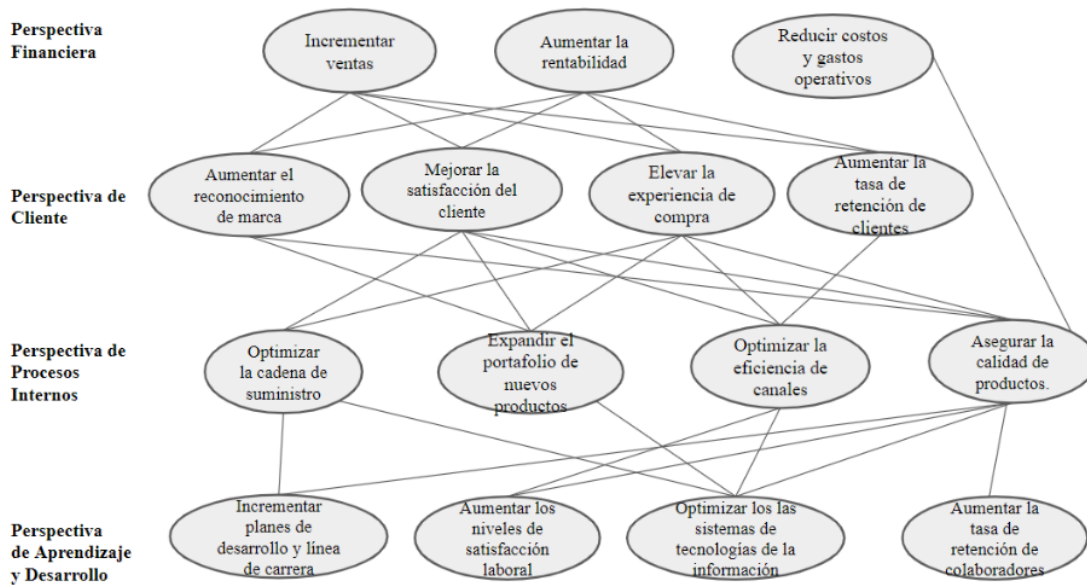 Perspectiva
Financiera
Incrementar
ventas
Aumentar la
rentabilidad
Reducir costos
y gastos
operativos
Perspectiva de
Cliente
Aumentar el
reconocimiento
de marca
Mejorar la
satisfacción del
cliente
Elevar la
experiencia de
compra
Aumentar la
tasa de
retención de
clientes
Perspectiva de
Procesos
Internos
Optimizar
la cadena de
suministro
Expandir el
portafolio de
nuevos
productos
Optimizar la
eficiencia de
canales
Asegurar la
calidad de
productos.
Perspectiva
de Aprendizaje
y Desarrollo
Incrementar
planes de
desarrollo y línea
de carrera
Aumentar los
niveles de
satisfacción
laboral
Optimizar los las
sistemas de
tecnologías de la
información
Aumentar la
tasa de
retención de
colaboradores